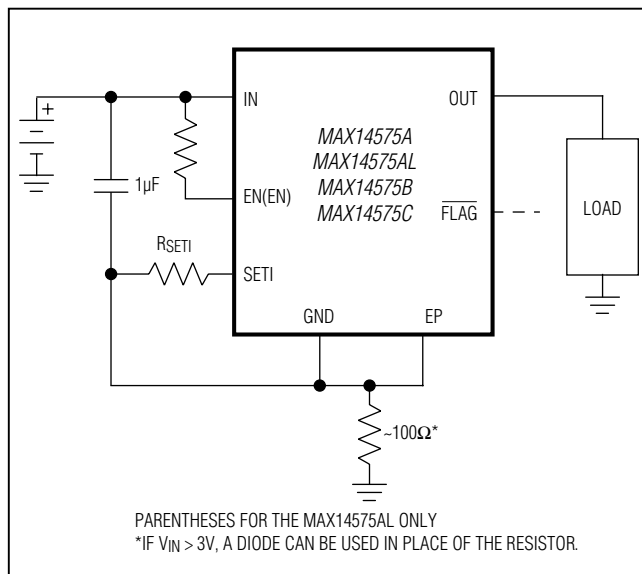 +
IN
OUT
MAX14575A
MAX14575AL
MAX14575B
MAX14575C
1µF
EN(EN)
FLAG
LOAD
RSETI
SETI
GND
EP
~100Ω*
PARENTHESES FOR THE MAX14575AL ONLY
*IF VIN > 3V, A DIODE CAN BE USED IN PLACE OF THE RESISTOR.